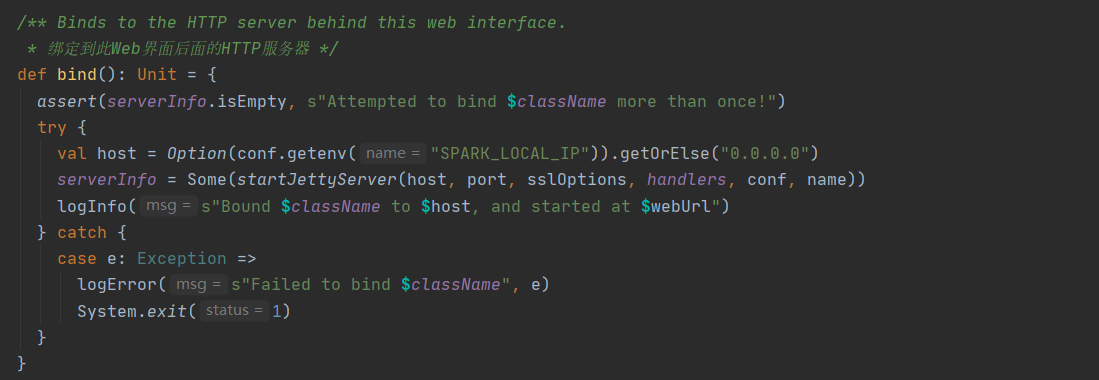 /** Binds to the HTTP server behind this web interface.
 * 绑定到此Web界面后面的HTTP服务器 */
def bind(): Unit = {
  assert(serverInfo.isEmpty, s"Attempted to bind $className more than once!")
  try {
    val host = Option(conf.getenv( name = "SPARK_LOCAL_IP")).getOrElse("0.0.0.0")
    serverInfo = Some(startJettyServer(host, port, sslOptions, handlers, conf, name))
    logInfo( msg = s"Bound $className to $host, and started at $webUrl")
  } catch {
    case e: Exception =>
      logError( msg = s"Failed to bind $className", e)
      System.exit( status = 1)
  }
}